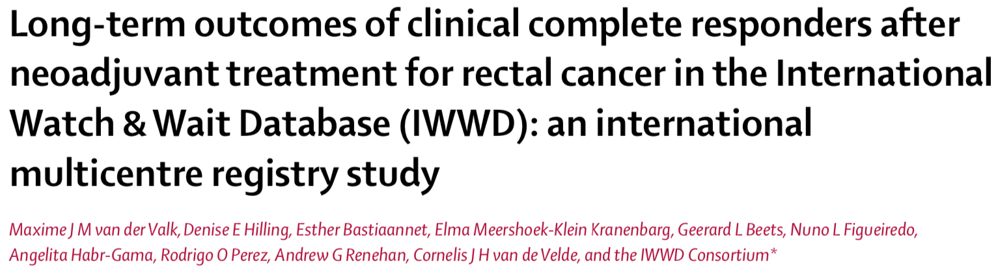 Long-term outcomes of clinical complete responders after
neoadjuvant treatment for rectal cancer in the International
Watch & Wait Database (IWWD): an international
multicentre registry study
Maxime J M van der Valk, Denise E Hilling, Esther Bastiaannet, Elma Meershoek-Klein Kranenbarg, Geerard L Beets, Nuno L Figueiredo,
Angelita Habr-Gama, Rodrigo O Perez, Andrew G Renehan, Cornelis J H van de Velde, and the IWWD Consortium*